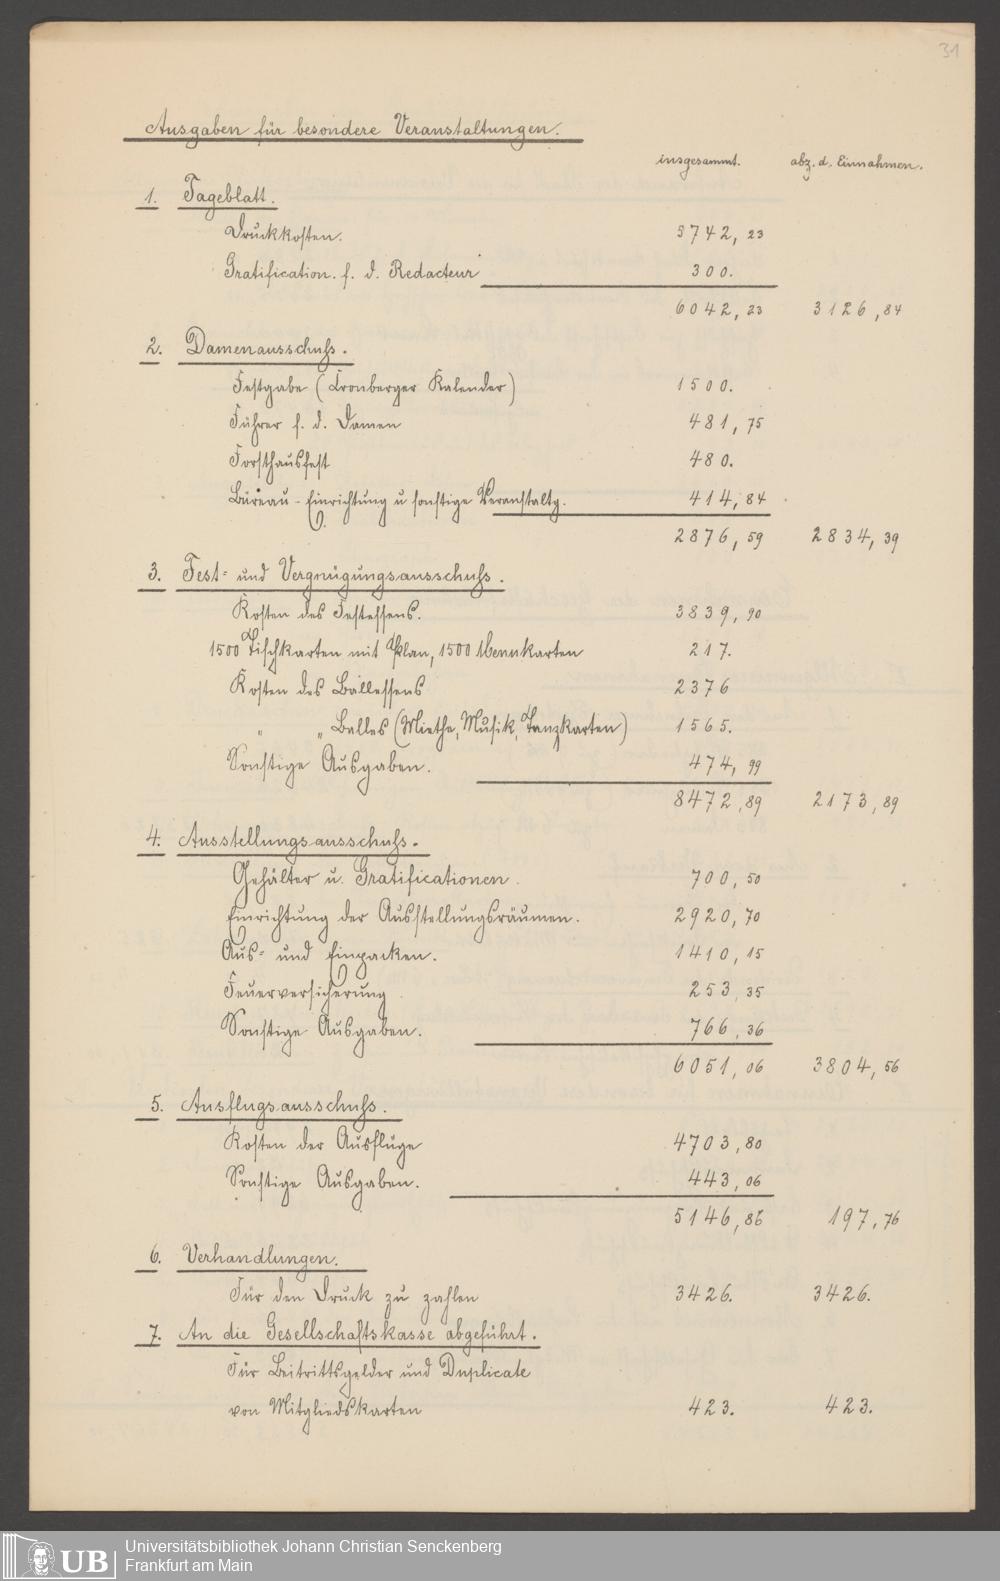 31
Ausgaben für besondere Veranstaltungen.
insgesammt. abz. d. Einnahmen.
1. Tageblatt.
Druckkosten. 5742,23
Gratification. f. d. Redacteur 300.
6042,23 3126,84
2. Damenausschuss.
Festgabe (Cronberger Kalender) 1500.
Führer f. d. Damen 481,75
Forsthausfest 480.
Büreau-Einrichtung u sonstige Veranstaltg. 414,84
2876,59 2834,39
3. Fest- und Vergnügungsausschuss.
Kosten des Festessens. 3839,90
1500 Tischkarten mit Plan, 1500 Menukarten 217.
Kosten des Ballessens 2376
" " Balles (Miethe, Musik, Tanzkarten) 1565.
Sonstige Ausgaben. 474,99
8472,89 2173,89
4. Ausstellungsausschuss.
Gehälter u. Gratificationen. 700,50
Einrichtung der Ausstellungsräumen. 2920,70
Aus- und Einpacken. 1410,15
Feuerversicherung 253,35
Sonstige Ausgaben. 766,36
6051,06 3804,56
5. Ausflugsausschuss.
Kosten der Ausflüge 4703,80
Sonstige Ausgaben. 443,06
5146,86 197,76
6. Verhandlungen.
Für den Druck zu zahlen 3426. 3426.
7. An die Gesellschaftskasse abgeführt.
Für Beitrittsgelder und Duplicate
von Mitgliedskarten 423. 423.
UB Universitätsbibliothek Johann Christian Senckenberg
Frankfurt am Main